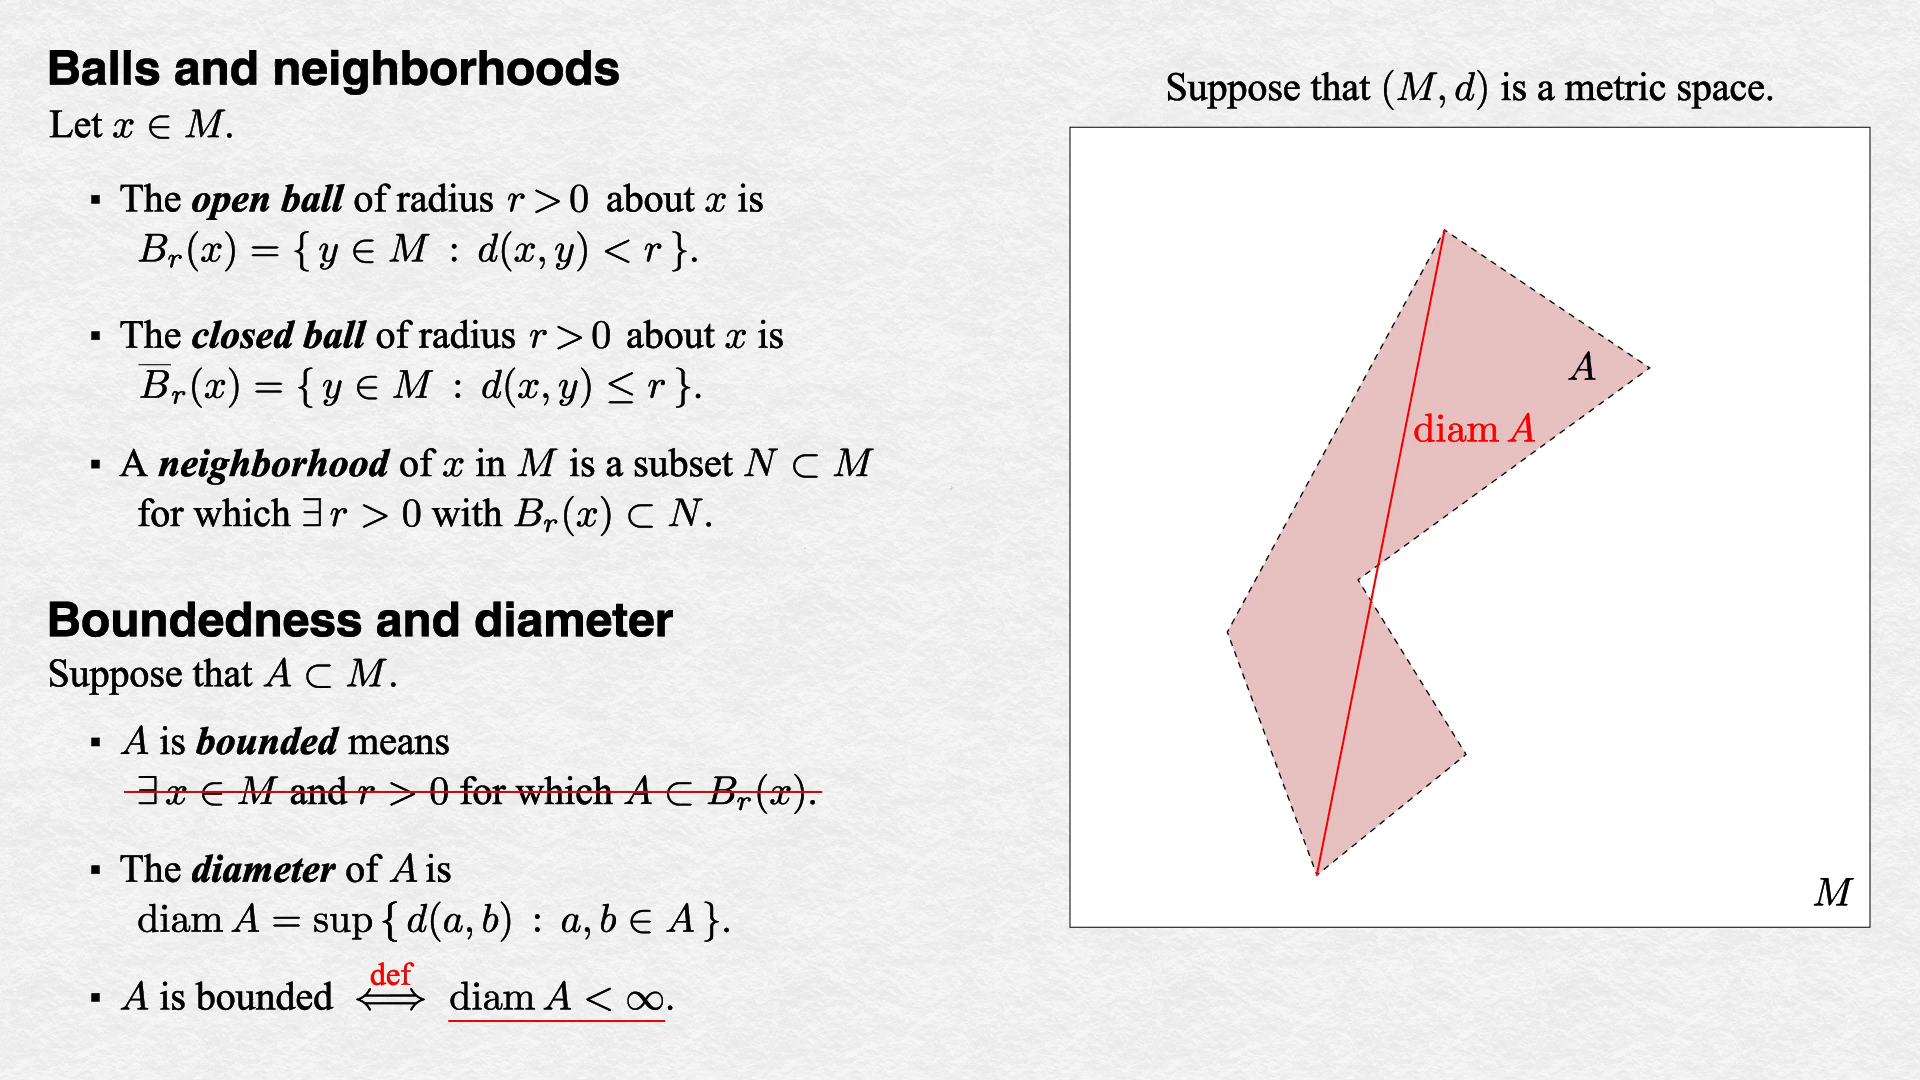 Balls and neighborhoods
Let x ∈ M.
▪ The open ball of radius r > 0 about x is
B_r(x) = { y ∈ M : d(x, y) < r }.
▪ The closed ball of radius r > 0 about x is
B̅_r(x) = { y ∈ M : d(x, y) ≤ r }.
▪ A neighborhood of x in M is a subset N ⊂ M
for which ∃ r > 0 with B_r(x) ⊂ N.
Boundedness and diameter
Suppose that A ⊂ M.
▪ A is bounded means
∃ x ∈ M and r > 0 for which A ⊂ B_r(x).
▪ The diameter of A is
diam A = sup { d(a, b) : a, b ∈ A }.
def
▪ A is bounded ⟺ diam A < ∞.
Suppose that (M, d) is a metric space.
A
diam A
M